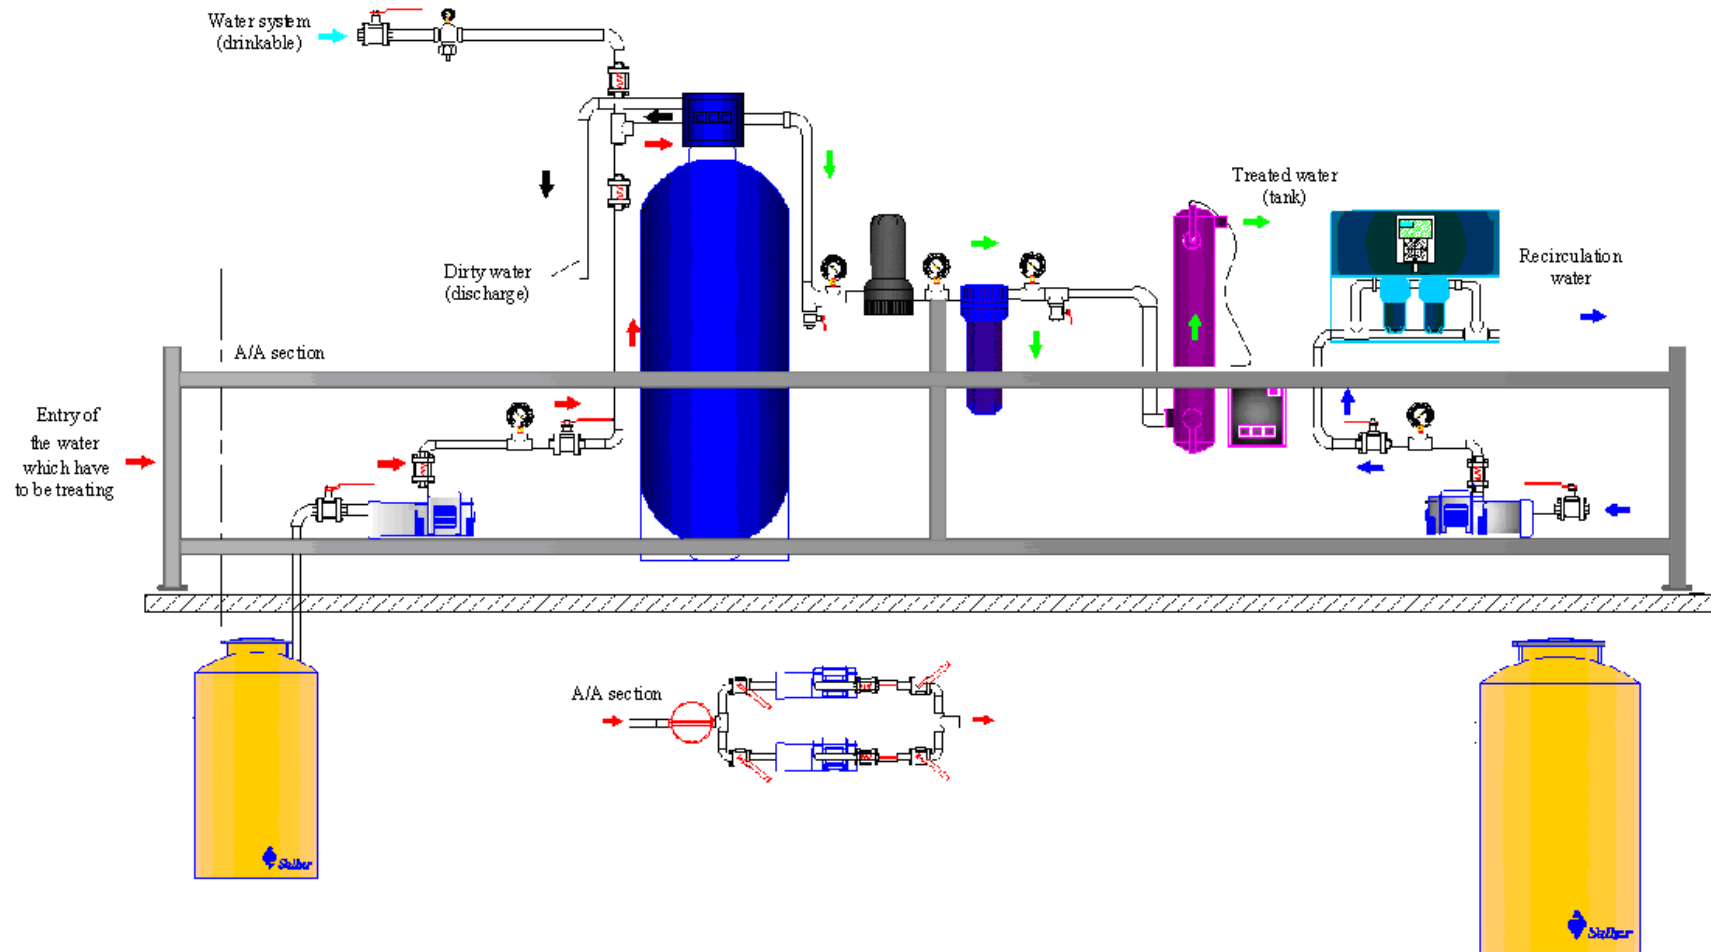 Water system
(drinkable)
Treated water
(tank)
Recirculation
water
Dirty water
(discharge)
A/A section
Entry of
the water
which have
to be treating
A/A section